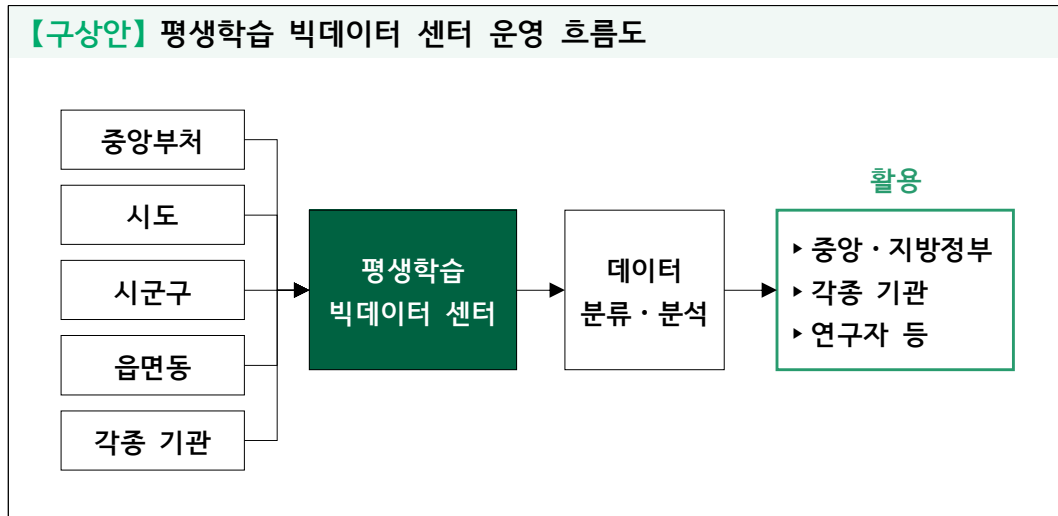 【구상안】 평생학습 빅데이터 센터 운영 흐름도
중앙부처
시도
시군구
읍면동
각종 기관
평생학습
빅데이터 센터
데이터
분류・분석
활용
▸ 중앙・지방정부
▸ 각종 기관
▸ 연구자 등